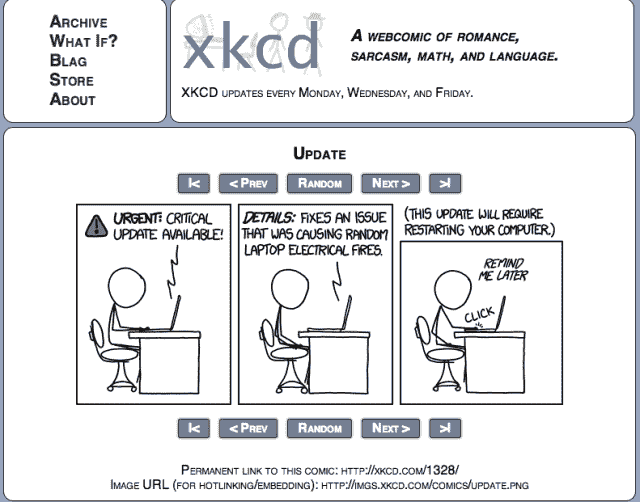 Archive
What If?
Blag
Store
About
xkcd
A webcomic of romance,
sarcasm, math, and language.
XKCD updates every Monday, Wednesday, and Friday.
Update
|<
< Prev
Random
Next >
>|
URGENT: CRITICAL
UPDATE AVAILABLE!
DETAILS: FIXES AN ISSUE
THAT WAS CAUSING RANDOM
LAPTOP ELECTRICAL FIRES.
(THIS UPDATE WILL REQUIRE
RESTARTING YOUR COMPUTER.)
REMIND
ME LATER
CLICK
|<
< Prev
Random
Next >
>|
Permanent link to this comic: http://xkcd.com/1328/
Image URL (for hotlinking/embedding): http://imgs.xkcd.com/comics/update.png